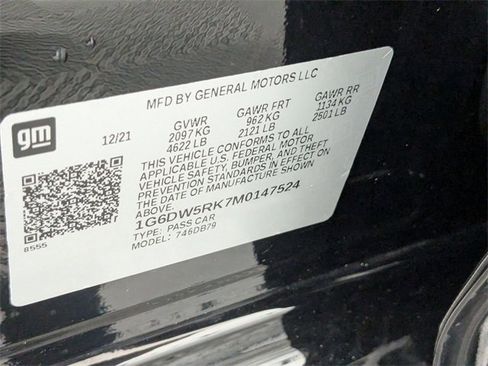 MFD BY GENERAL MOTORS LLC
gm
12/21 GVWR GAWR FRT GAWR RR
2097 KG 962 KG 1134 KG
4622 LB 2121 LB 2501 LB
THIS VEHICLE CONFORMS TO ALL
APPLICABLE U.S. FEDERAL MOTOR
VEHICLE SAFETY, BUMPER, AND THEFT
PREVENTION STANDARDS IN EFFECT ON
THE DATE OF MANUFACTURE SHOWN
ABOVE.
1G6DW5RK7M0147524
TYPE: PASS CAR
MODEL: 746DB79
8555